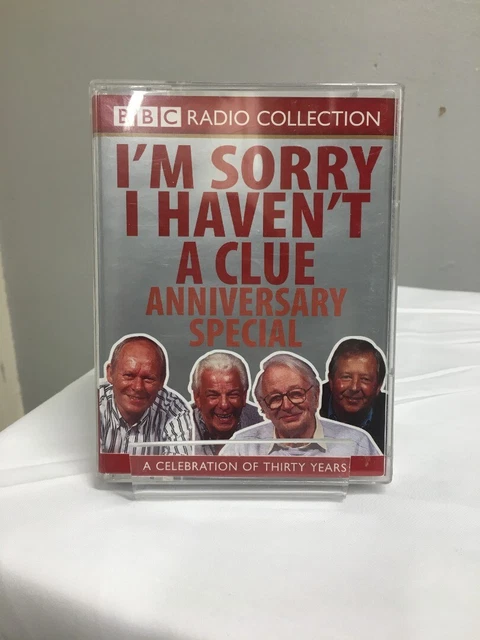 BBC RADIO COLLECTION
I'M SORRY
I HAVEN'T
A CLUE
ANNIVERSARY
SPECIAL
A CELEBRATION OF THIRTY YEARS